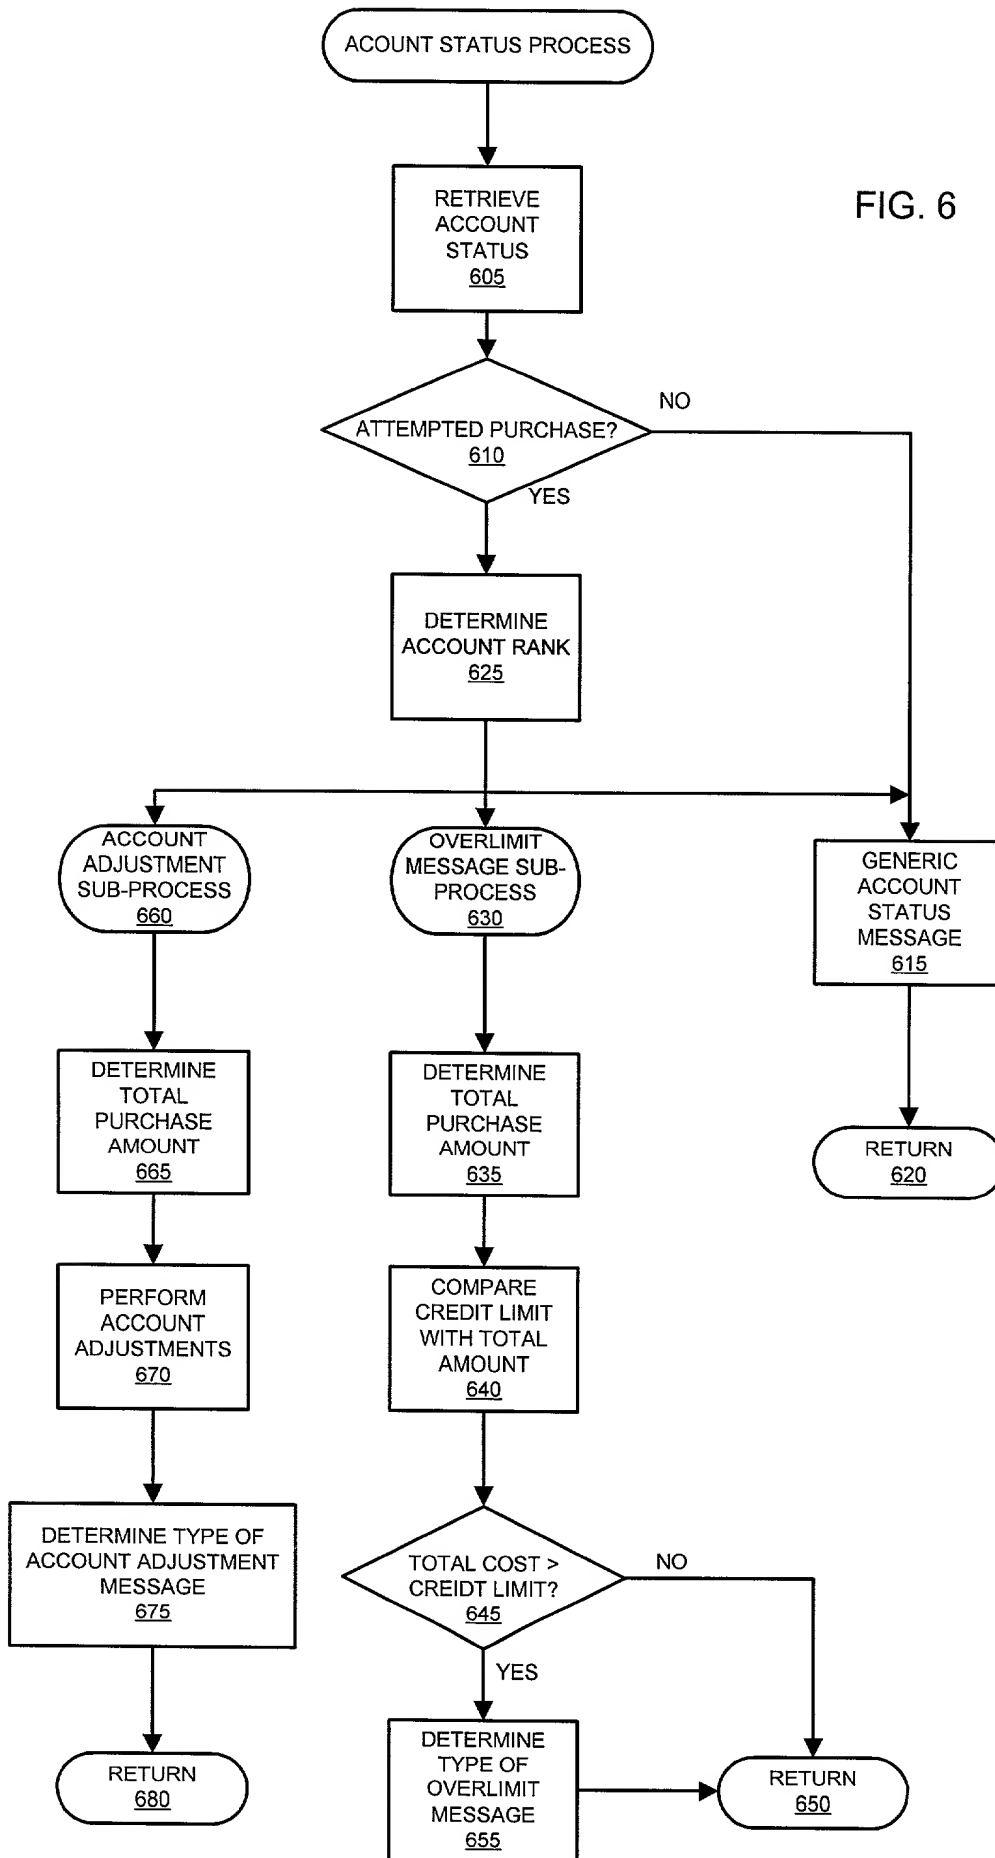 ACOUNT STATUS PROCESS
RETRIEVE
ACCOUNT
STATUS
605
FIG. 6
NO
ATTEMPTED PURCHASE?
610
YES
DETERMINE
ACCOUNT RANK
625
ACCOUNT
ADJUSTMENT
SUB-PROCESS
660
OVERLIMIT
MESSAGE SUB-
PROCESS
630
GENERIC
ACCOUNT
STATUS
MESSAGE
615
DETERMINE
TOTAL
PURCHASE
AMOUNT
665
DETERMINE
TOTAL
PURCHASE
AMOUNT
635
RETURN
620
PERFORM
ACCOUNT
ADJUSTMENTS
670
COMPARE
CREDIT LIMIT
WITH TOTAL
AMOUNT
640
DETERMINE TYPE OF
ACCOUNT ADJUSTMENT
MESSAGE
675
TOTAL COST >
CREIDT LIMIT?
645
NO
YES
RETURN
680
DETERMINE
TYPE OF
OVERLIMIT
MESSAGE
655
RETURN
650